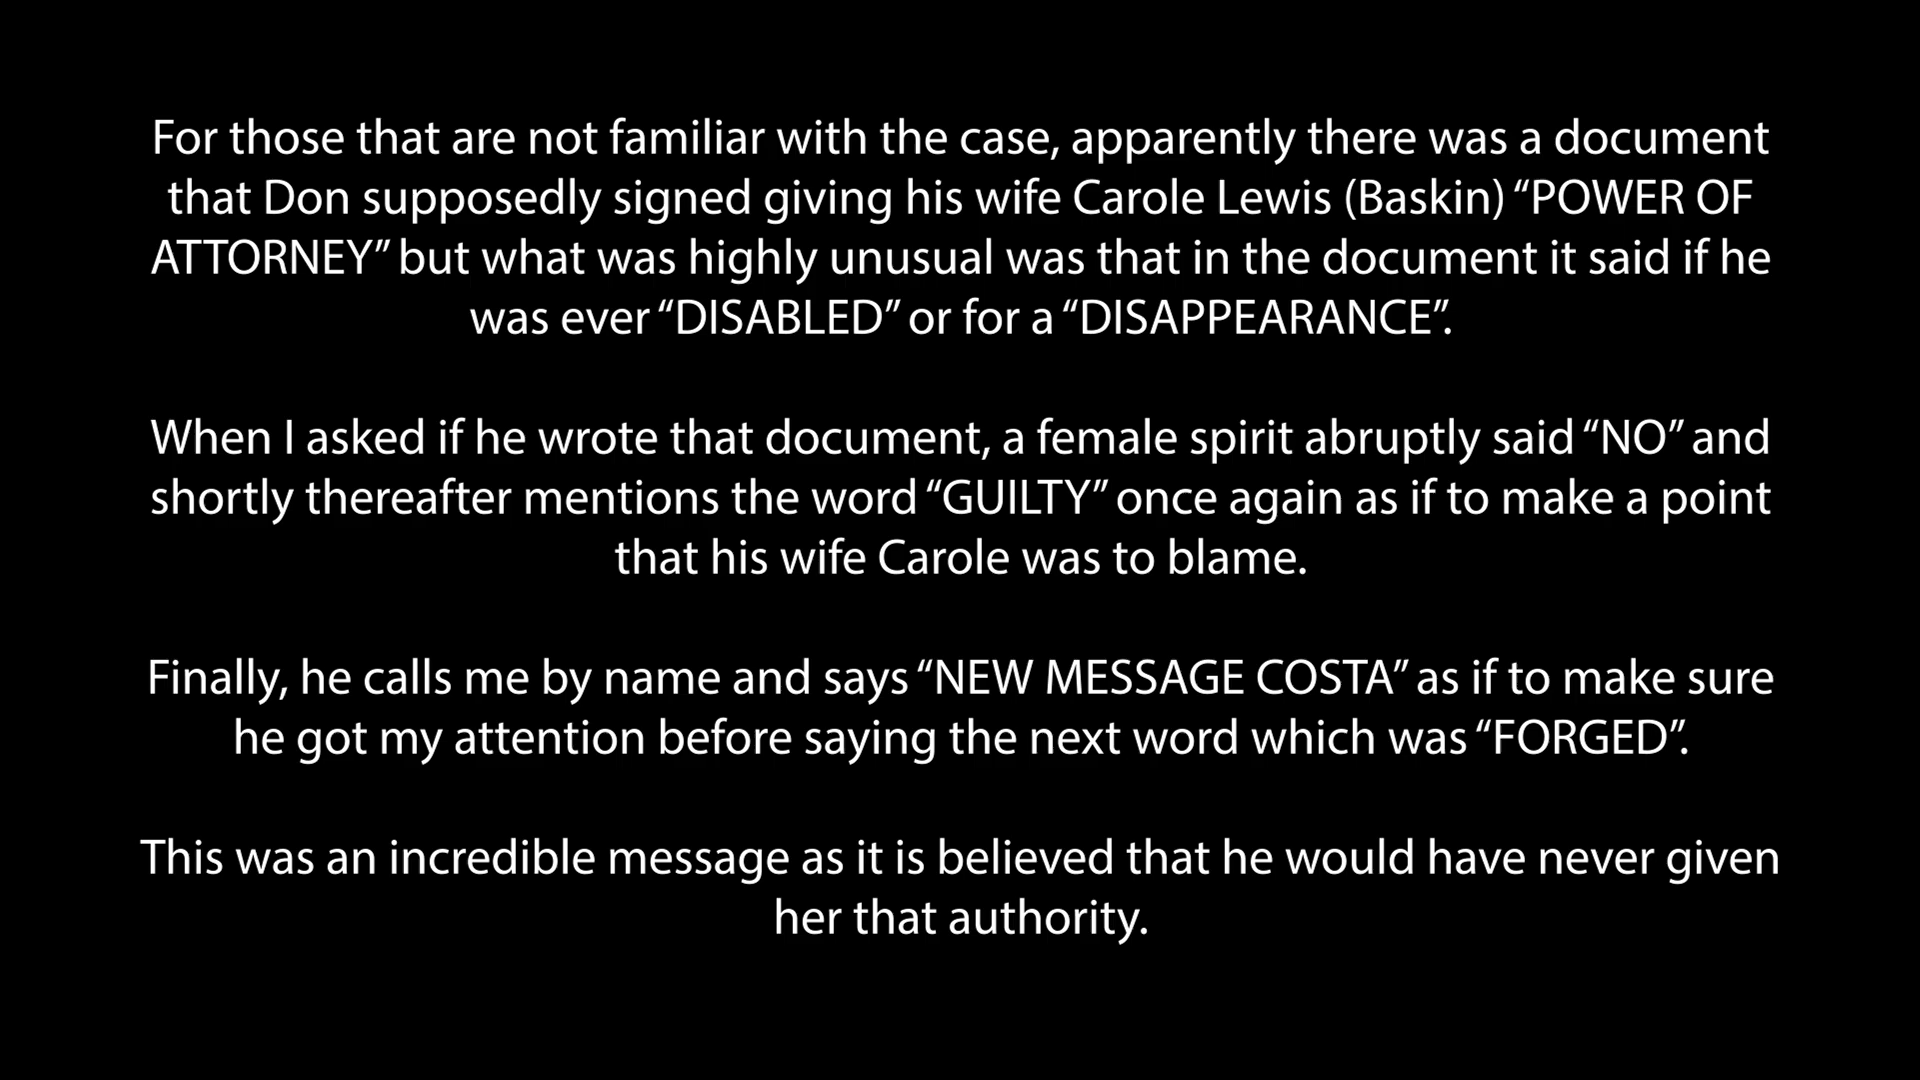 For those that are not familiar with the case, apparently there was a document
that Don supposedly signed giving his wife Carole Lewis (Baskin) “POWER OF
ATTORNEY” but what was highly unusual was that in the document it said if he
was ever “DISABLED” or for a “DISAPPEARANCE”.
When I asked if he wrote that document, a female spirit abruptly said “NO” and
shortly thereafter mentions the word “GUILTY” once again as if to make a point
that his wife Carole was to blame.
Finally, he calls me by name and says “NEW MESSAGE COSTA” as if to make sure
he got my attention before saying the next word which was “FORGED”.
This was an incredible message as it is believed that he would have never given
her that authority.